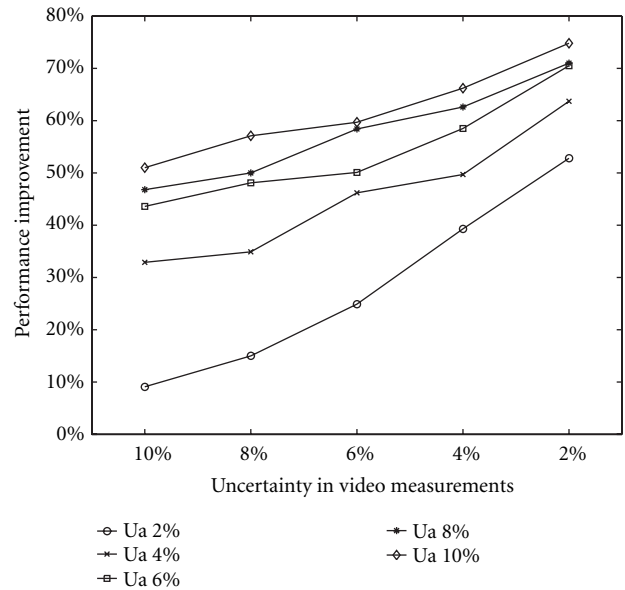 80%
70%
60%
50%
40%
30%
20%
10%
0%
Performance improvement
10% 8% 6% 4% 2%
Uncertainty in video measurements
Ua 2%
Ua 4%
Ua 6%
Ua 8%
Ua 10%